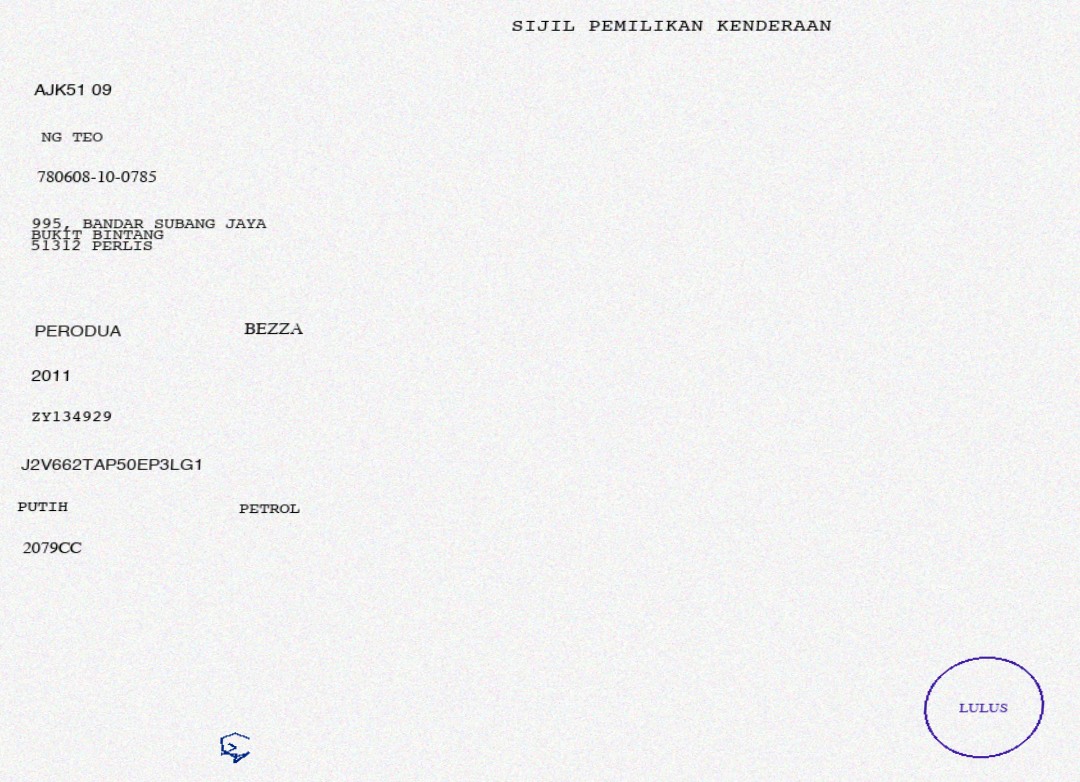 SIJIL PEMILIKAN KENDERAAN
AJK51 09
NG TEO
780608-10-0785
995, BANDAR SUBANG JAYA
BUKIT BINTANG
51312 PERLIS
PERODUA BEZZA
2011
ZY134929
J2V662TAP50EP3LG1
PUTIH PETROL
2079CC
LULUS